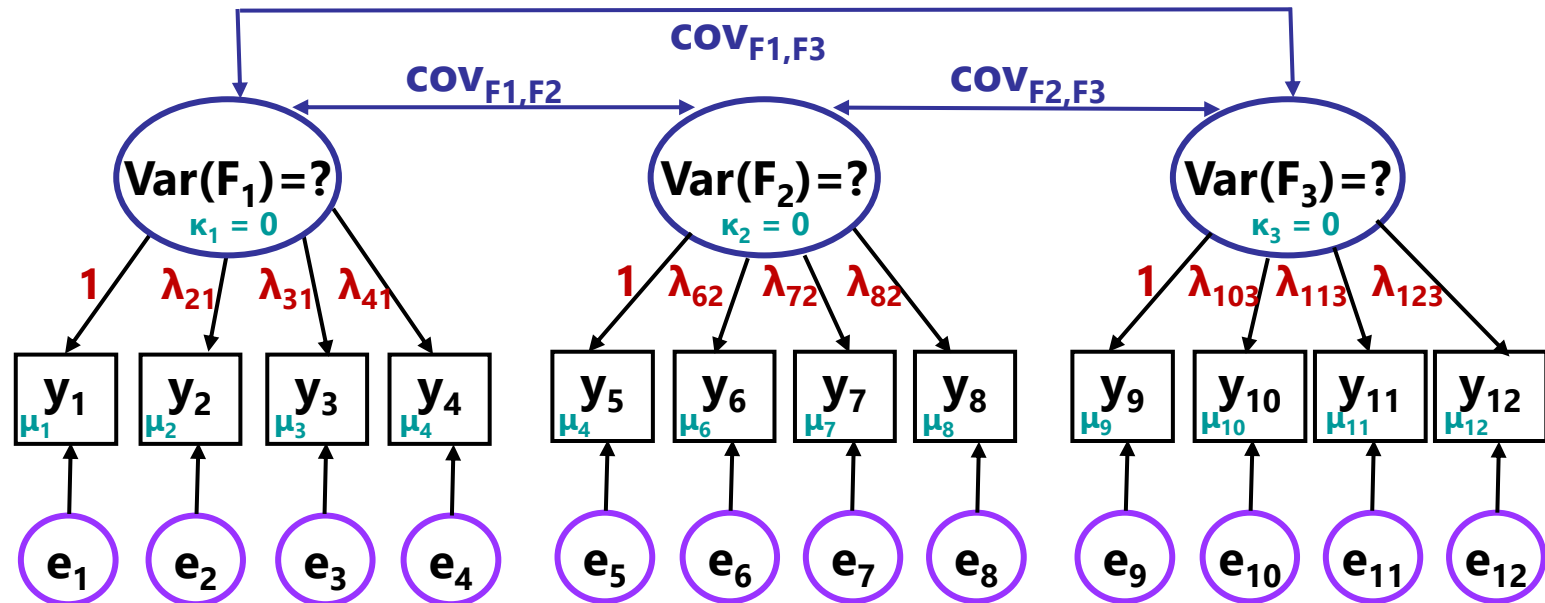 cov_F1,F3
cov_F1,F2 cov_F2,F3
Var(F₁)=? Var(F₂)=? Var(F₃)=?
κ₁ = 0 κ₂ = 0 κ₃ = 0
1 λ₂₁ λ₃₁ λ₄₁ 1 λ₆₂ λ₇₂ λ₈₂ 1 λ₁₀₃ λ₁₁₃ λ₁₂₃
y₁ y₂ y₃ y₄ y₅ y₆ y₇ y₈ y₉ y₁₀ y₁₁ y₁₂
μ₁ μ₂ μ₃ μ₄ μ₄ μ₆ μ₇ μ₈ μ₉ μ₁₀ μ₁₁ μ₁₂
e₁ e₂ e₃ e₄ e₅ e₆ e₇ e₈ e₉ e₁₀ e₁₁ e₁₂